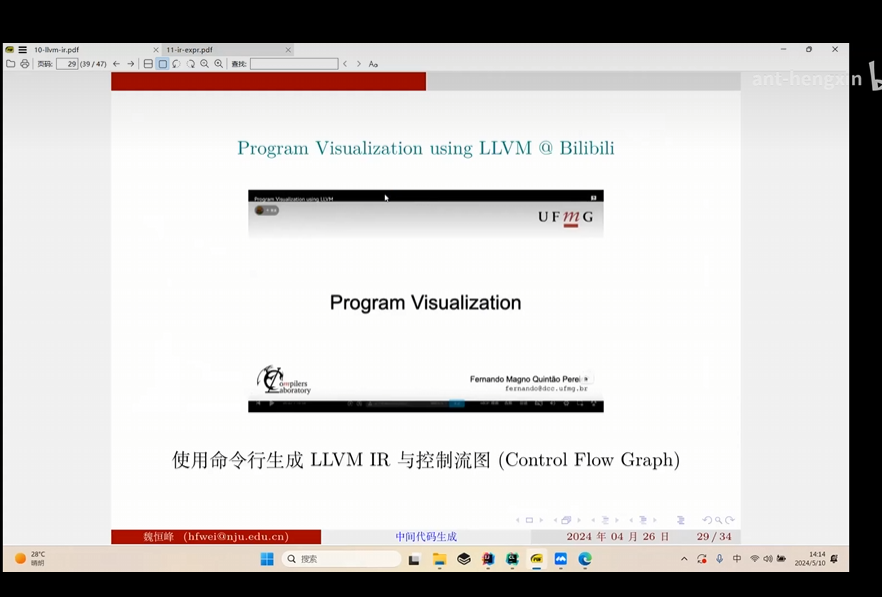 10-llvm-ir.pdf
11-ir-expr.pdf
页码: 29 (39 / 47)
查找:
Aa
ant-hengxin
Program Visualization using LLVM @ Bilibili
Program Visualization using LLVM
UFmG
Program Visualization
Compilers
Laboratory
Fernando Magno Quintão Perei
fernando@dcc.ufmg.br
使用命令行生成 LLVM IR 与控制流图 (Control Flow Graph)
魏恒峰 (hfwei@nju.edu.cn)
中间代码生成
2024 年 04 月 26 日
29 / 34
28°C
晴朗
搜索
中
14:14
2024/5/10